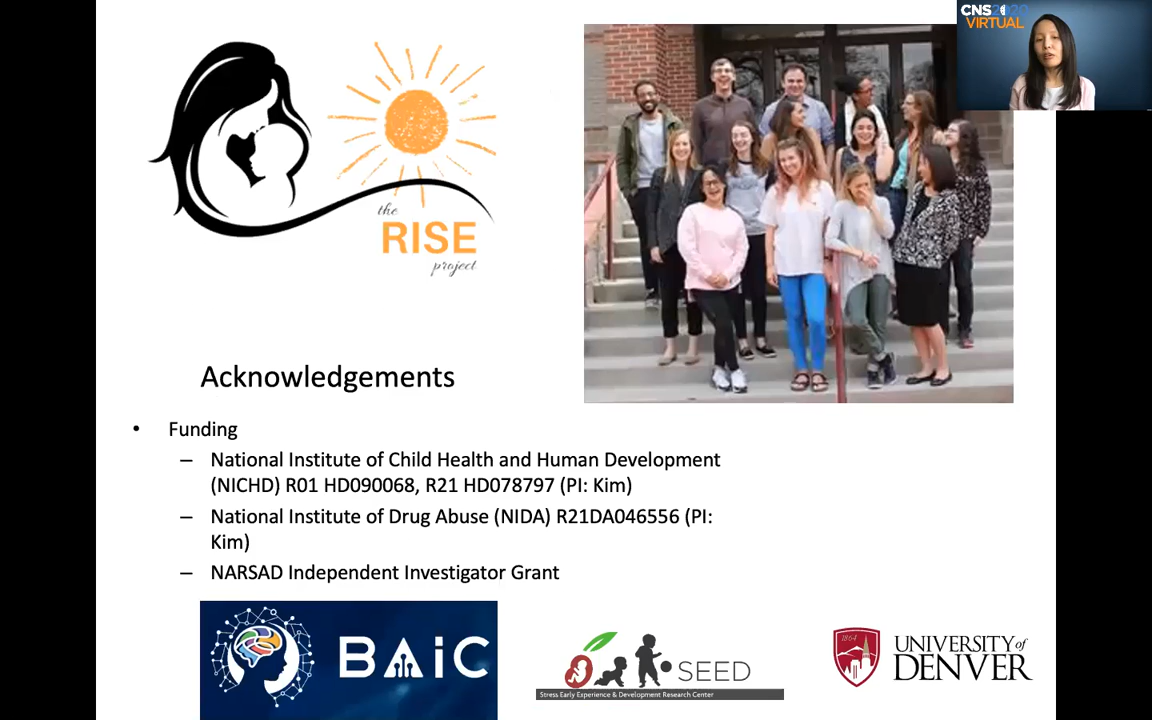 CNS2020
VIRTUAL
the
RISE
project
Acknowledgements
• Funding
– National Institute of Child Health and Human Development
(NICHD) R01 HD090068, R21 HD078797 (PI: Kim)
– National Institute of Drug Abuse (NIDA) R21DA046556 (PI:
Kim)
– NARSAD Independent Investigator Grant
BAiC
SEED
Stress Early Experience & Development Research Center
1864
UNIVERSITY of
DENVER